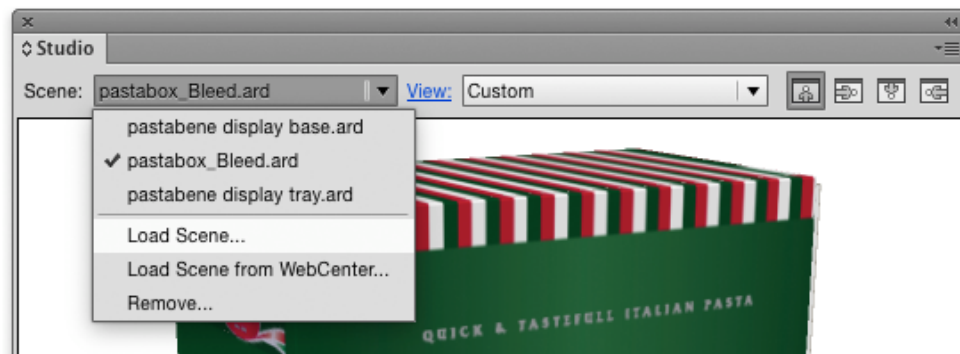 Studio
Scene: pastabox_Bleed.ard View: Custom
pastabene display base.ard
pastabox_Bleed.ard
pastabene display tray.ard
Load Scene...
Load Scene from WebCenter...
Remove...
QUICK & TASTEFULL ITALIAN PASTA